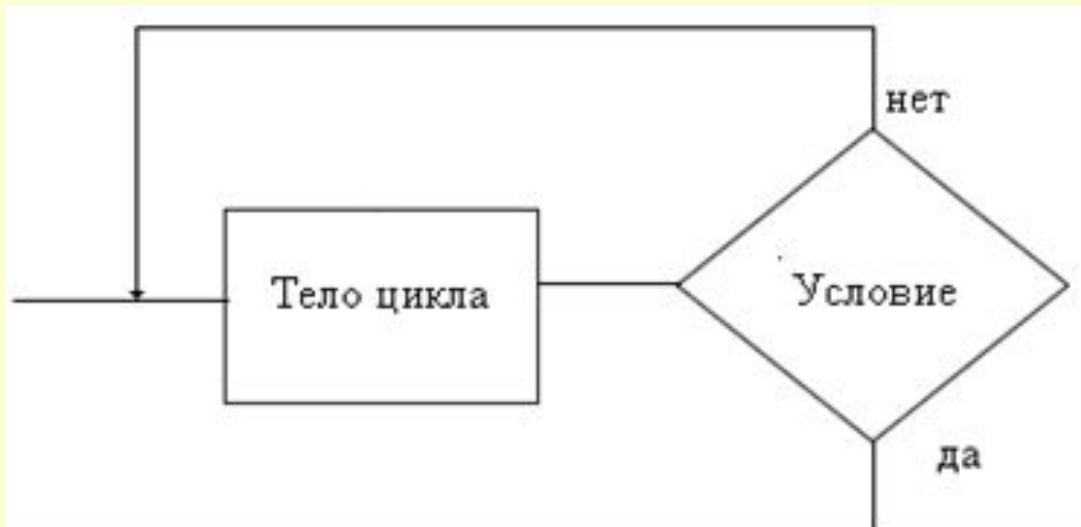 нет
Тело цикла
Условие
да